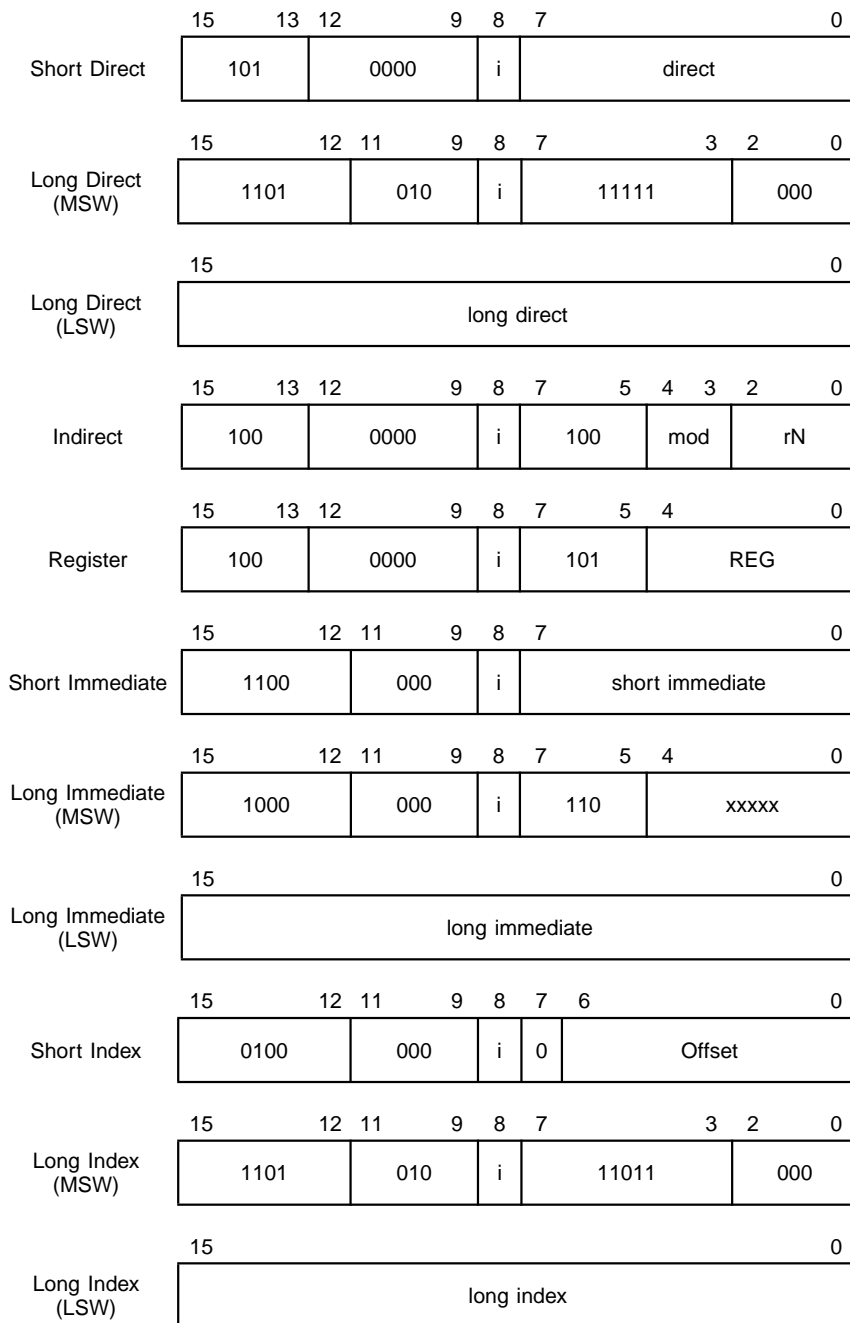 15 13 12 9 8 7 0
Short Direct 101 0000 i direct
15 12 11 9 8 7 3 2 0
Long Direct
(MSW) 1101 010 i 11111 000
15 0
Long Direct
(LSW) long direct
15 13 12 9 8 7 5 4 3 2 0
Indirect 100 0000 i 100 mod rN
15 13 12 9 8 7 5 4 0
Register 100 0000 i 101 REG
15 12 11 9 8 7 0
Short Immediate 1100 000 i short immediate
15 12 11 9 8 7 5 4 0
Long Immediate
(MSW) 1000 000 i 110 xxxxx
15 0
Long Immediate
(LSW) long immediate
15 12 11 9 8 7 6 0
Short Index 0100 000 i 0 Offset
15 12 11 9 8 7 3 2 0
Long Index
(MSW) 1101 010 i 11011 000
15 0
Long Index
(LSW) long index